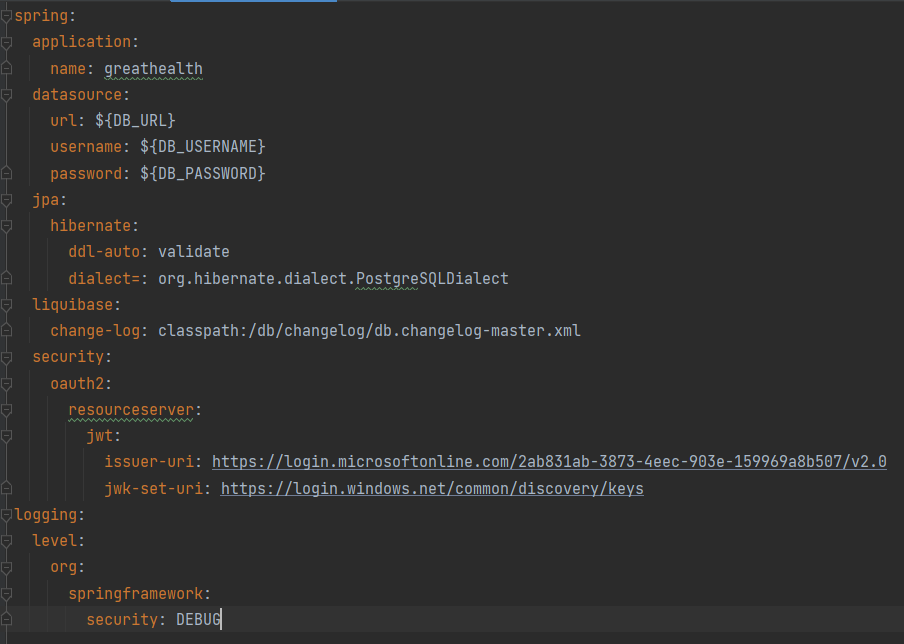 spring:
  application:
    name: greathealth
  datasource:
    url: ${DB_URL}
    username: ${DB_USERNAME}
    password: ${DB_PASSWORD}
  jpa:
    hibernate:
      ddl-auto: validate
      dialect=: org.hibernate.dialect.PostgreSQLDialect
  liquibase:
    change-log: classpath:/db/changelog/db.changelog-master.xml
  security:
    oauth2:
      resourceserver:
        jwt:
          issuer-uri: https://login.microsoftonline.com/2ab831ab-3873-4eec-903e-159969a8b507/v2.0
          jwk-set-uri: https://login.windows.net/common/discovery/keys
logging:
  level:
    org:
      springframework:
        security: DEBUG